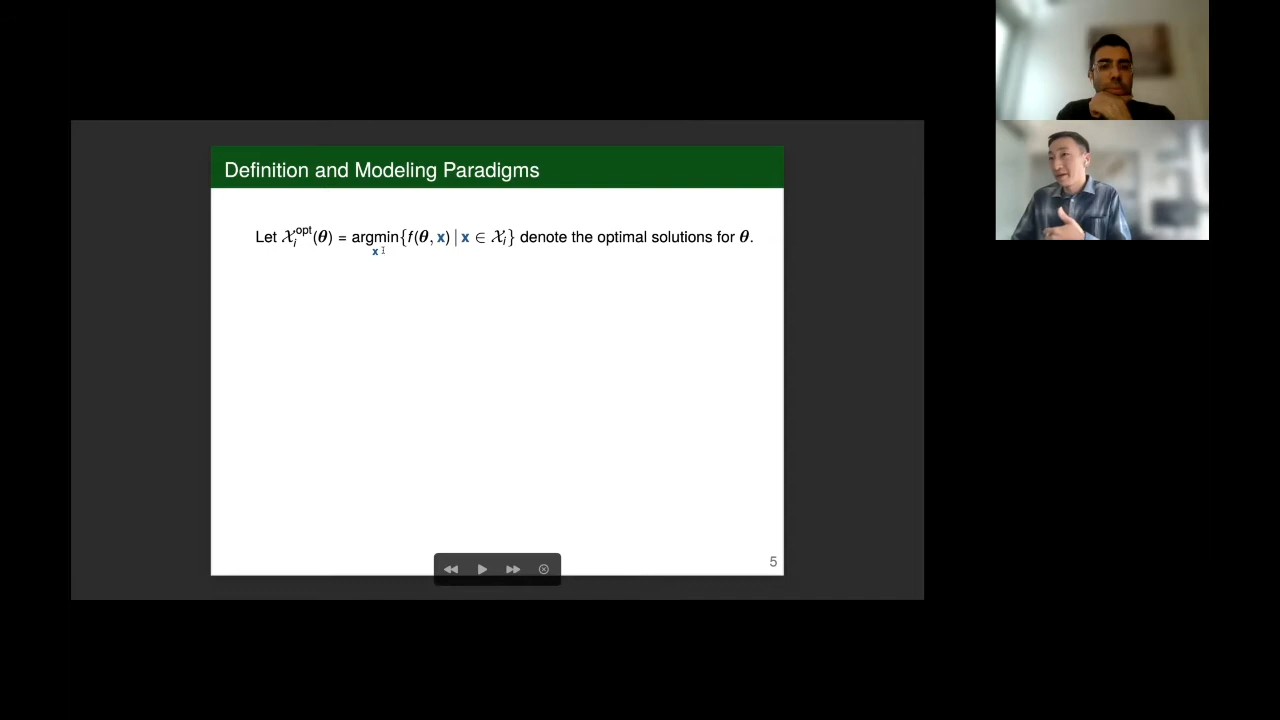 Definition and Modeling Paradigms
Let 𝒳ᵢᵒᵖᵗ(θ) = argmin{f(θ, x) | x ∈ 𝒳ᵢ} denote the optimal solutions for θ.
x
5